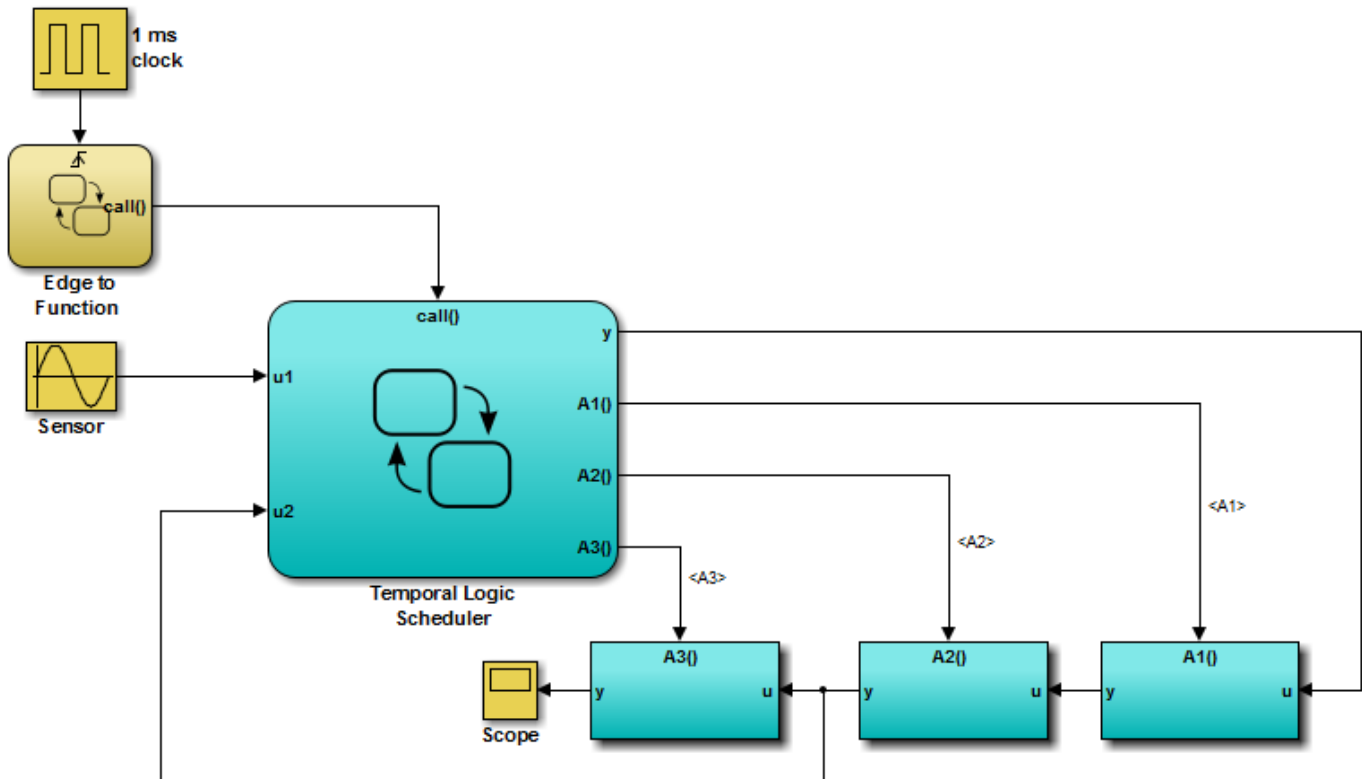 1 ms
clock
call()
Edge to
Function
call()
y
u1
Sensor
A1()
A2()
u2
<A1>
<A2>
A3()
<A3>
Temporal Logic
Scheduler
A3()
A2()
A1()
y
u
y
u
y
u
Scope